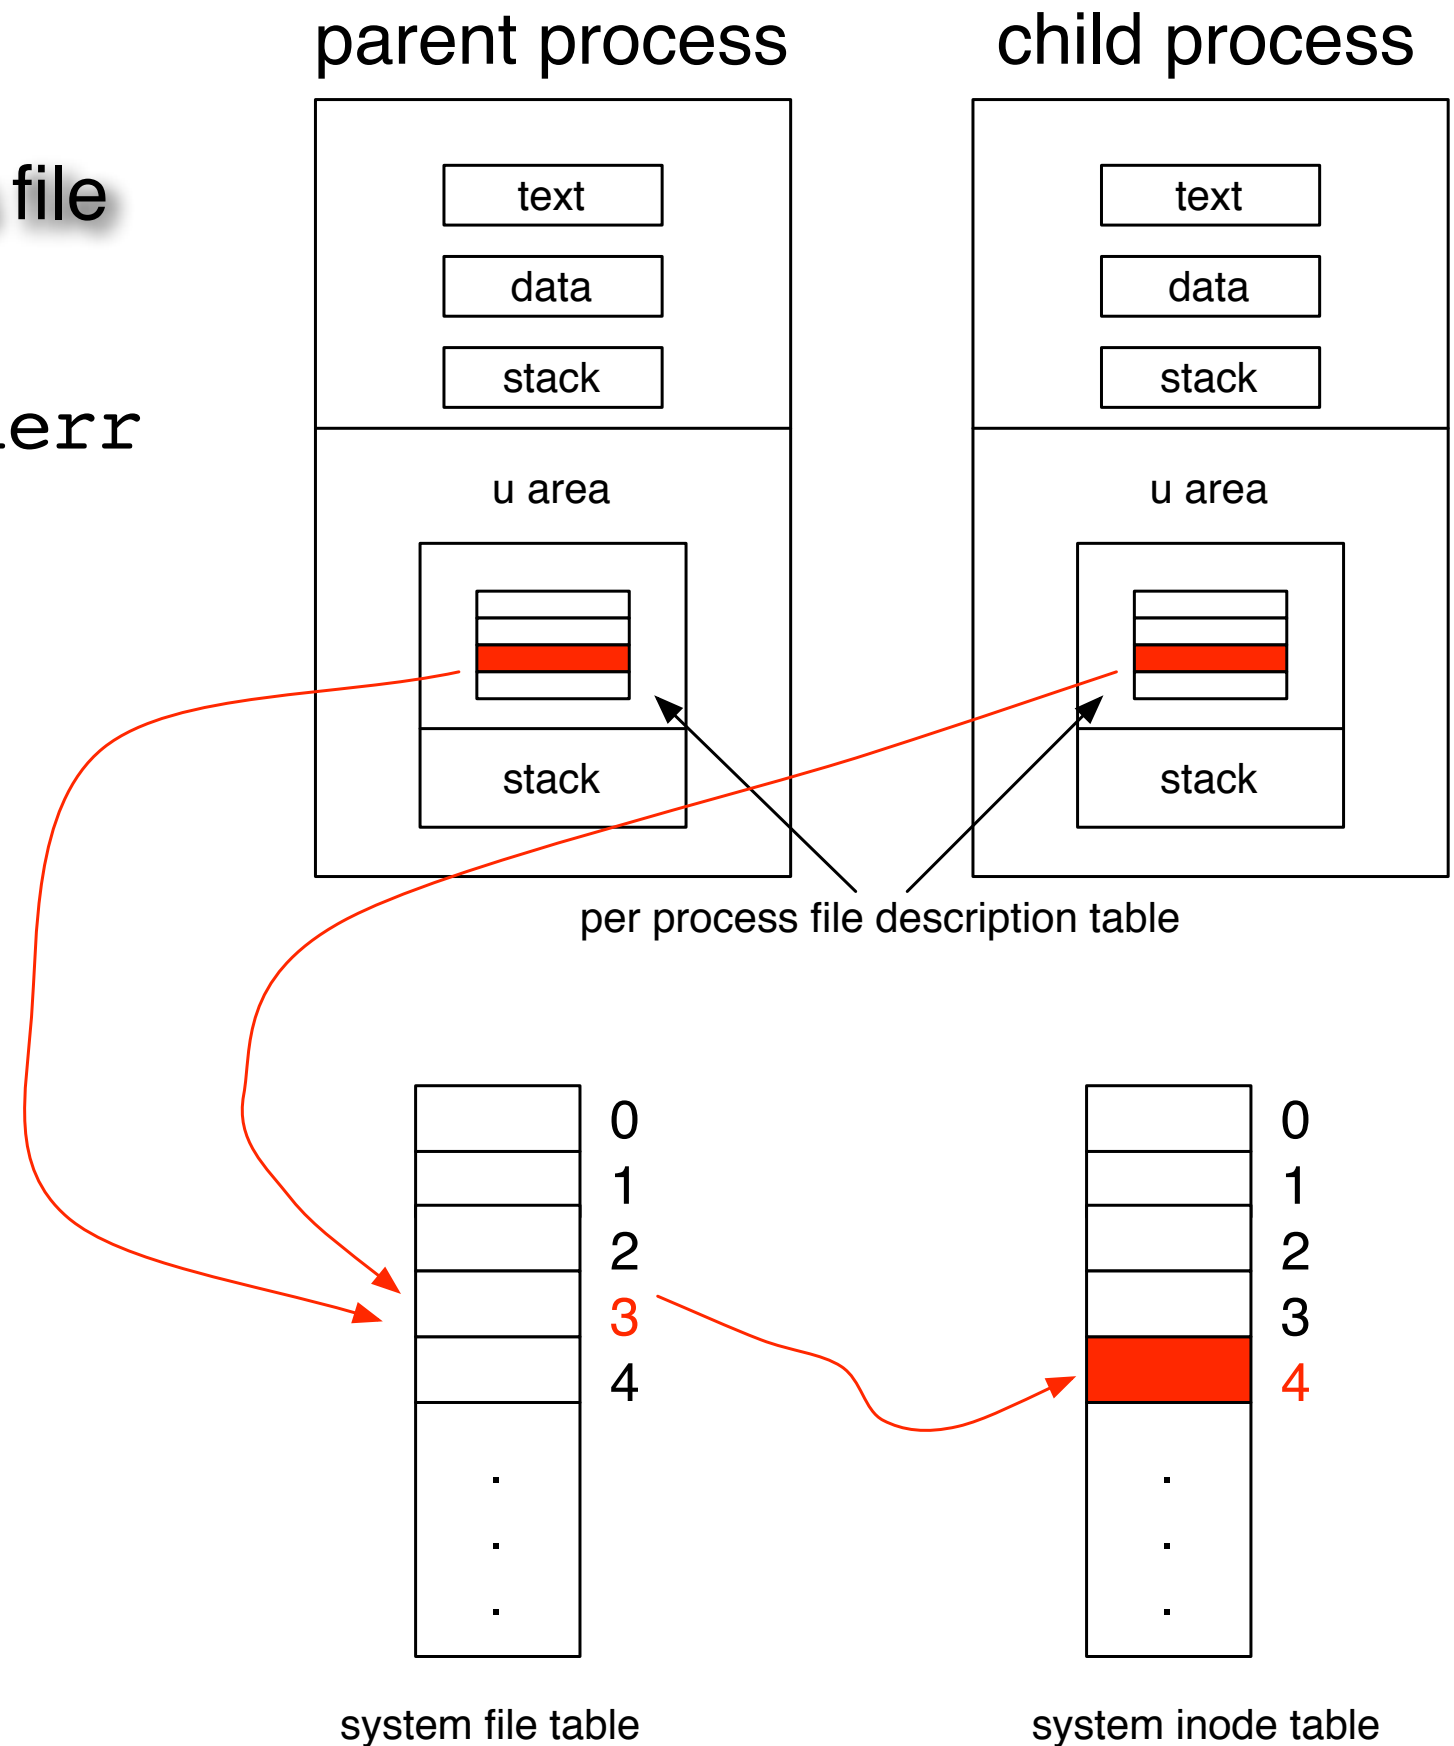 parent process
child process
file
text
text
data
data
stack
stack
err
u area
u area
stack
stack
per process file description table
0
1
2
3
4
.
.
.
0
1
2
3
4
.
.
.
system file table
system inode table